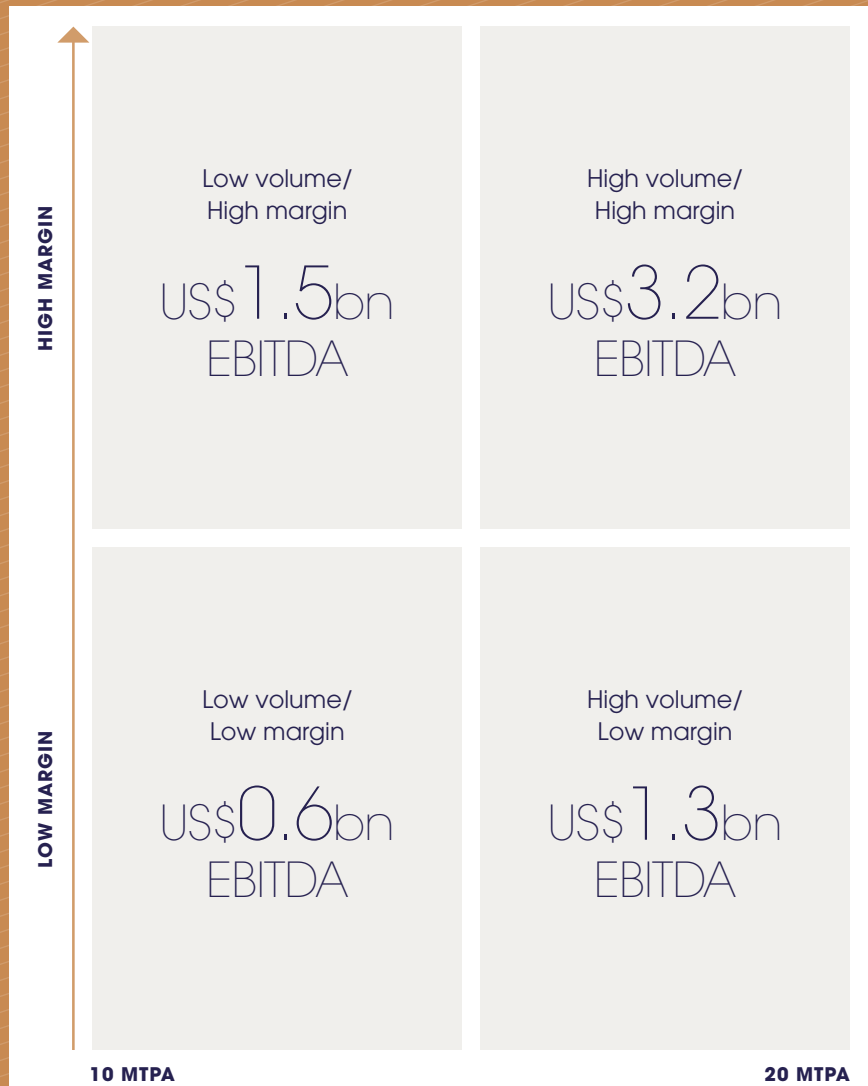 HIGH MARGIN
Low volume/
High margin
US$1.5bn
EBITDA
High volume/
High margin
US$3.2bn
EBITDA
LOW MARGIN
Low volume/
Low margin
US$0.6bn
EBITDA
High volume/
Low margin
US$1.3bn
EBITDA
10 MTPA
20 MTPA